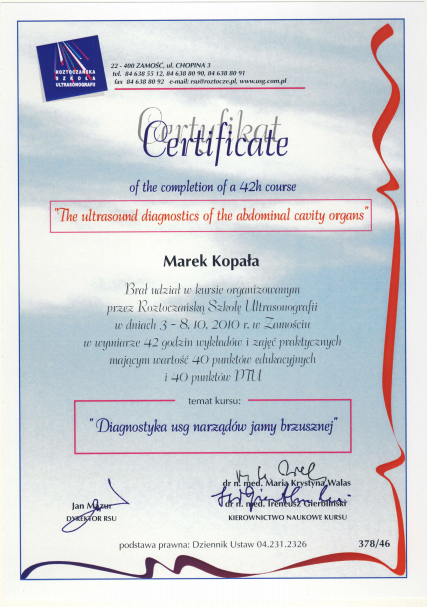 ROZTOCZAŃSKA
SZKOŁA
ULTRASONOGRAFII
22 - 400 ZAMOŚĆ, ul. CHOPINA 3
tel. 84 638 55 12, 84 638 80 90, 84 638 80 91
fax 84 638 80 92 e-mail: rsu@roztocze.pl, www.usg.com.pl
Certyfikat
Certificate
of the completion of a 42h course
"The ultrasound diagnostics of the abdominal cavity organs"
Marek Kopała
Brał udział w kursie organizowanym
przez Roztoczańską Szkołę Ultrasonografii
w dniach 3 - 8. 10. 2010 r. w Zamościu
w wymiarze 42 godzin wykładów i zajęć praktycznych
mającym wartość 40 punktów edukacyjnych
i 40 punktów PTU
temat kursu:
"Diagnostyka usg narządów jamy brzusznej"
dr n. med. Maria Krystyna Walas
Jan Mazur
dr n. med. Ireneusz Gierbliński
DYREKTOR RSU
KIEROWNICTWO NAUKOWE KURSU
podstawa prawna: Dziennik Ustaw 04.231.2326
378/46